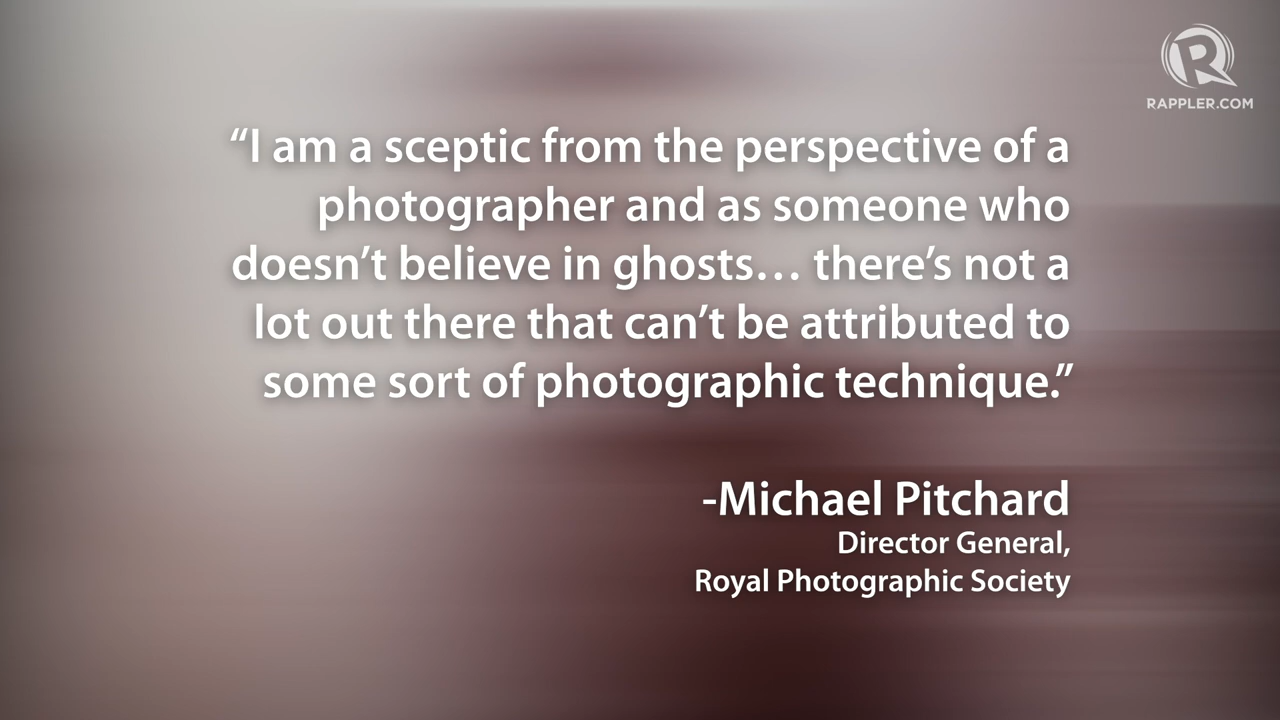 R
RAPPLER.COM
“I am a sceptic from the perspective of a
photographer and as someone who
doesn’t believe in ghosts… there’s not a
lot out there that can’t be attributed to
some sort of photographic technique.”
-Michael Pitchard
Director General,
Royal Photographic Society